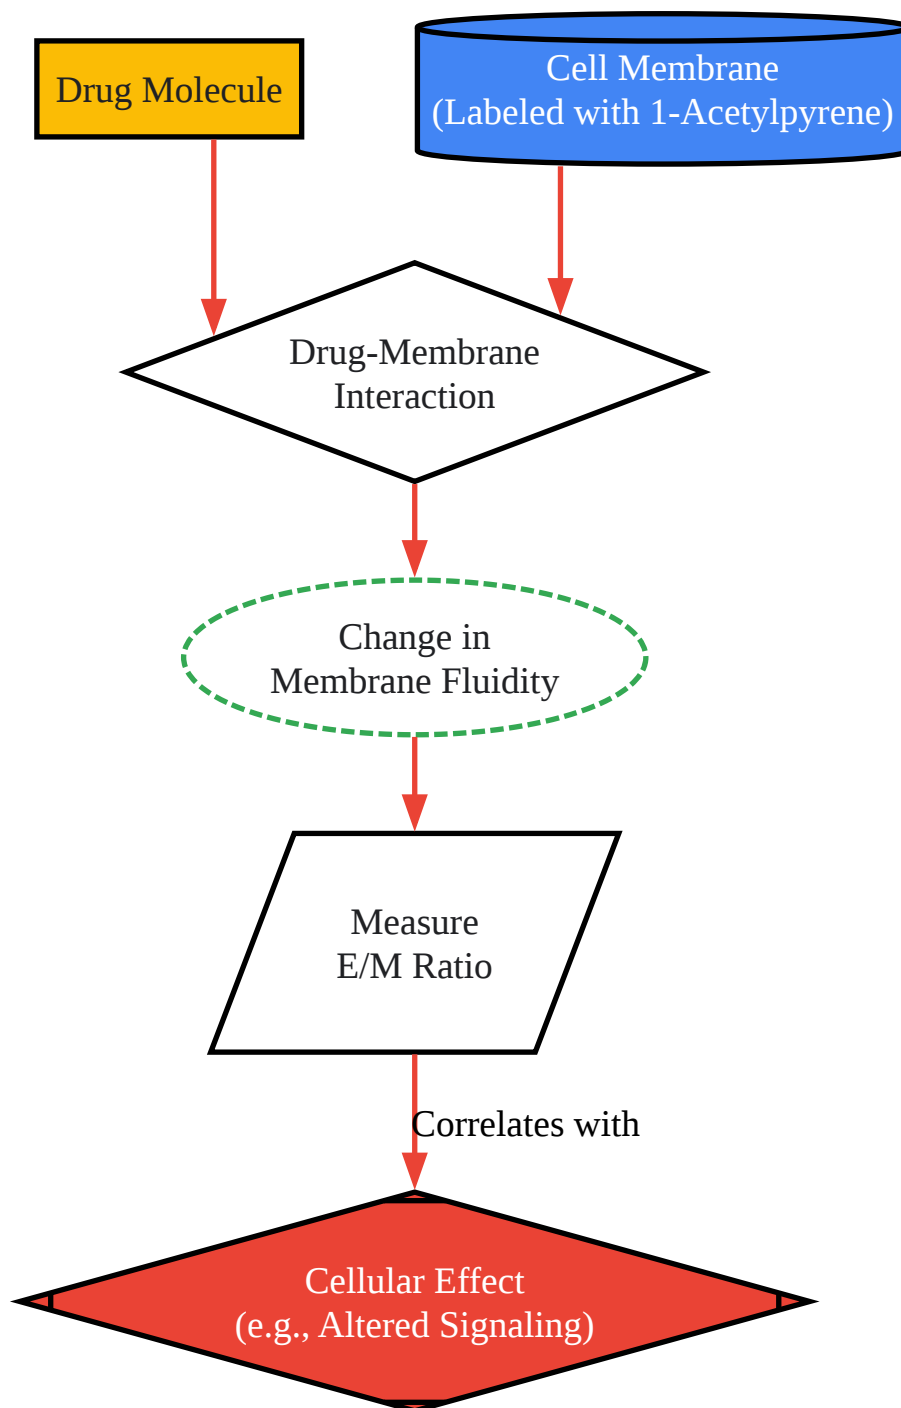 Drug Molecule
Cell Membrane
(Labeled with 1-Acetylpyrene)
Drug-Membrane
Interaction
Change in
Membrane Fluidity
Measure
E/M Ratio
Correlates with
Cellular Effect
(e.g., Altered Signaling)